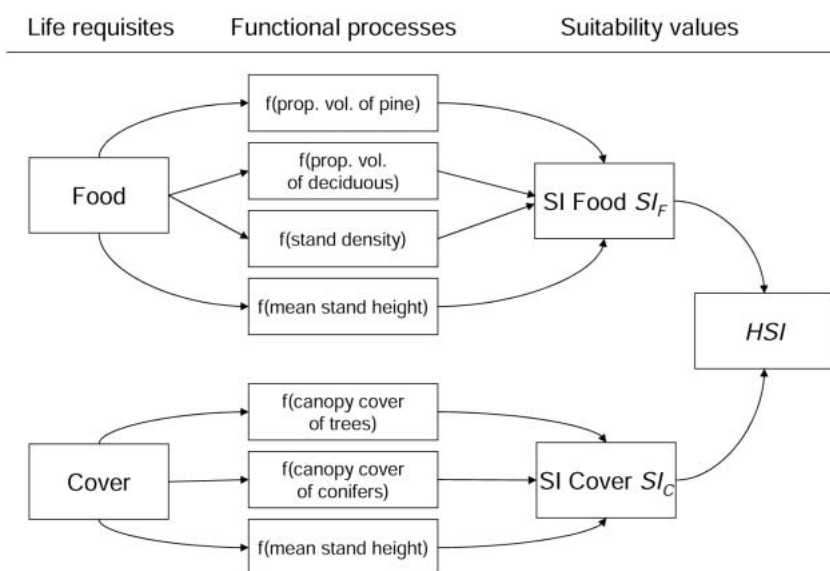 Life requisites Functional processes Suitability values
f(prop. vol. of pine)
Food
f(prop. vol.
of deciduous)
f(stand density)
f(mean stand height)
SI Food SI_F
HSI
Cover
f(canopy cover
of trees)
f(canopy cover
of conifers)
f(mean stand height)
SI Cover SI_C